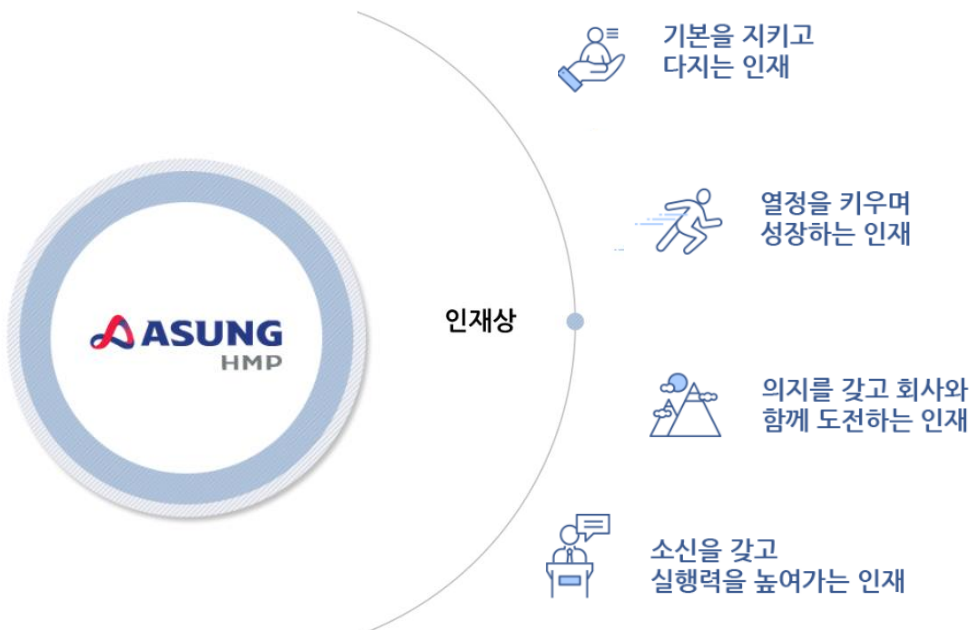 ASUNG
HMP
인재상
기본을 지키고
다지는 인재
열정을 키우며
성장하는 인재
의지를 갖고 회사와
함께 도전하는 인재
소신을 갖고
실행력을 높여가는 인재